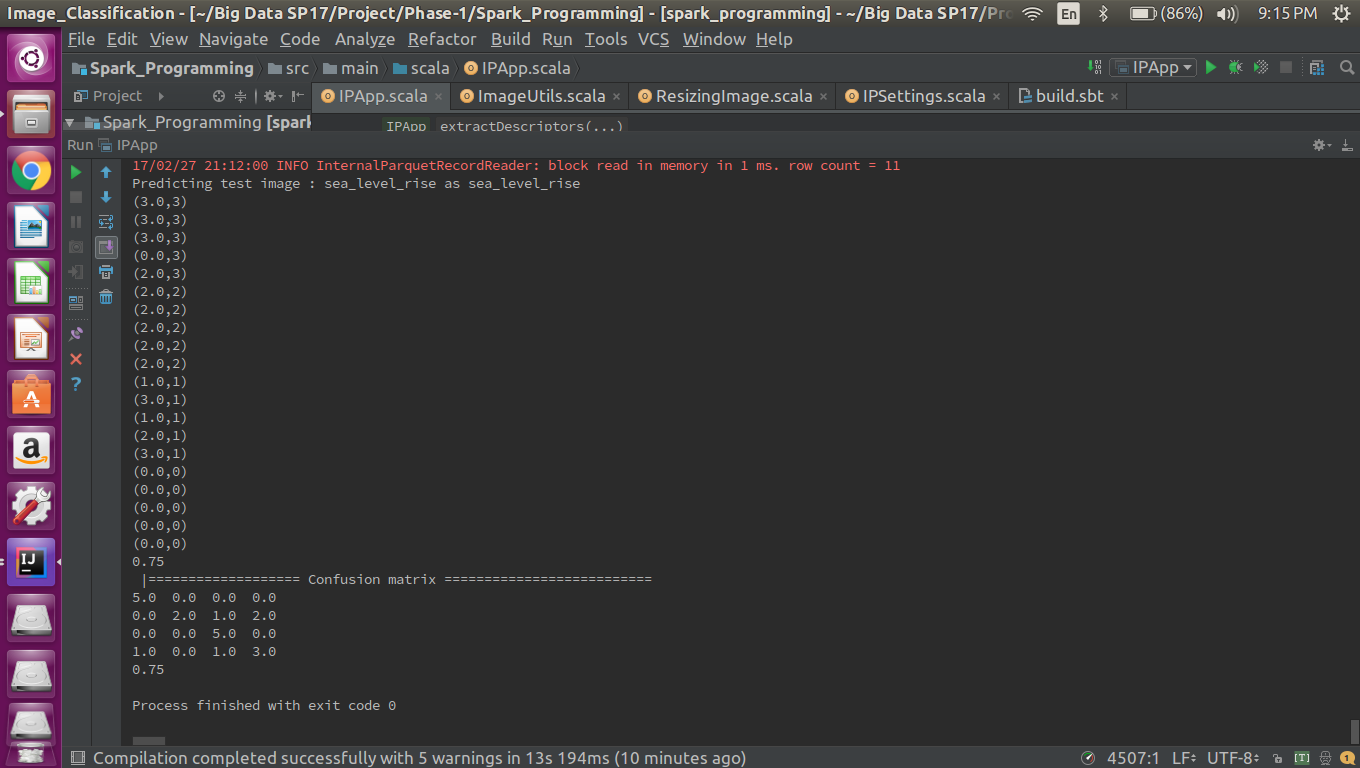 Image_Classification - [~/Big Data SP17/Project/Phase-1/Spark_Programming] - [spark_programming] - ~/Big Data SP17/Pro En (86%) 9:15 PM
File Edit View Navigate Code Analyze Refactor Build Run Tools VCS Window Help
Spark_Programming src main scala IPApp.scala IPApp
Project IPApp.scala ImageUtils.scala ResizingImage.scala IPSettings.scala build.sbt
Spark_Programming [spark IPApp extractDescriptors(...)
Run IPApp
17/02/27 21:12:00 INFO InternalParquetRecordReader: block read in memory in 1 ms. row count = 11
Predicting test image : sea_level_rise as sea_level_rise
(3.0,3)
(3.0,3)
(3.0,3)
(0.0,3)
(2.0,3)
(2.0,2)
(2.0,2)
(2.0,2)
(2.0,2)
(2.0,2)
(1.0,1)
(3.0,1)
(1.0,1)
(2.0,1)
(3.0,1)
(0.0,0)
(0.0,0)
(0.0,0)
(0.0,0)
(0.0,0)
0.75
|=================== Confusion matrix ==========================
5.0 0.0 0.0 0.0
0.0 2.0 1.0 2.0
0.0 0.0 5.0 0.0
1.0 0.0 1.0 3.0
0.75
Process finished with exit code 0
Compilation completed successfully with 5 warnings in 13s 194ms (10 minutes ago) 4507:1 LF UTF-8 [T] 1